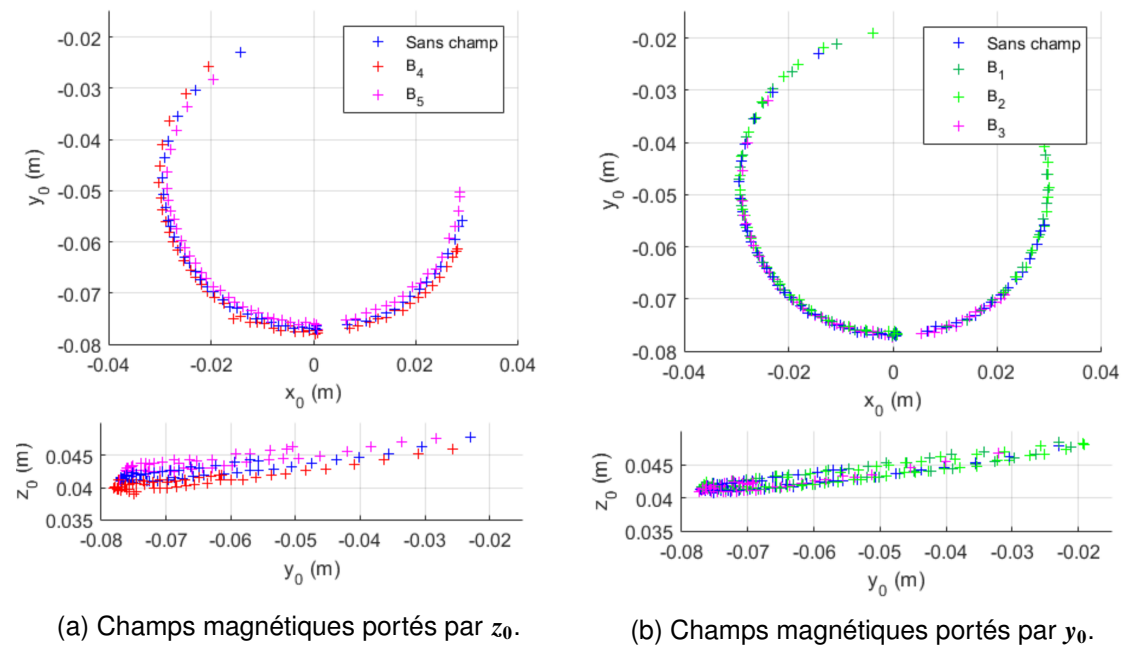 -0.02
-0.03
-0.04
-0.05
-0.06
-0.07
-0.08
y0 (m)
-0.04
-0.02
0
0.02
0.04
x0 (m)
Sans champ
B4
B5
0.045
0.04
0.035
z0 (m)
-0.08
-0.07
-0.06
-0.05
-0.04
-0.03
-0.02
y0 (m)
(a) Champs magnétiques portés par z0.
-0.02
-0.03
-0.04
-0.05
-0.06
-0.07
-0.08
y0 (m)
-0.04
-0.02
0
0.02
0.04
x0 (m)
Sans champ
B1
B2
B3
0.045
0.04
0.035
z0 (m)
-0.08
-0.07
-0.06
-0.05
-0.04
-0.03
-0.02
y0 (m)
(b) Champs magnétiques portés par y0.